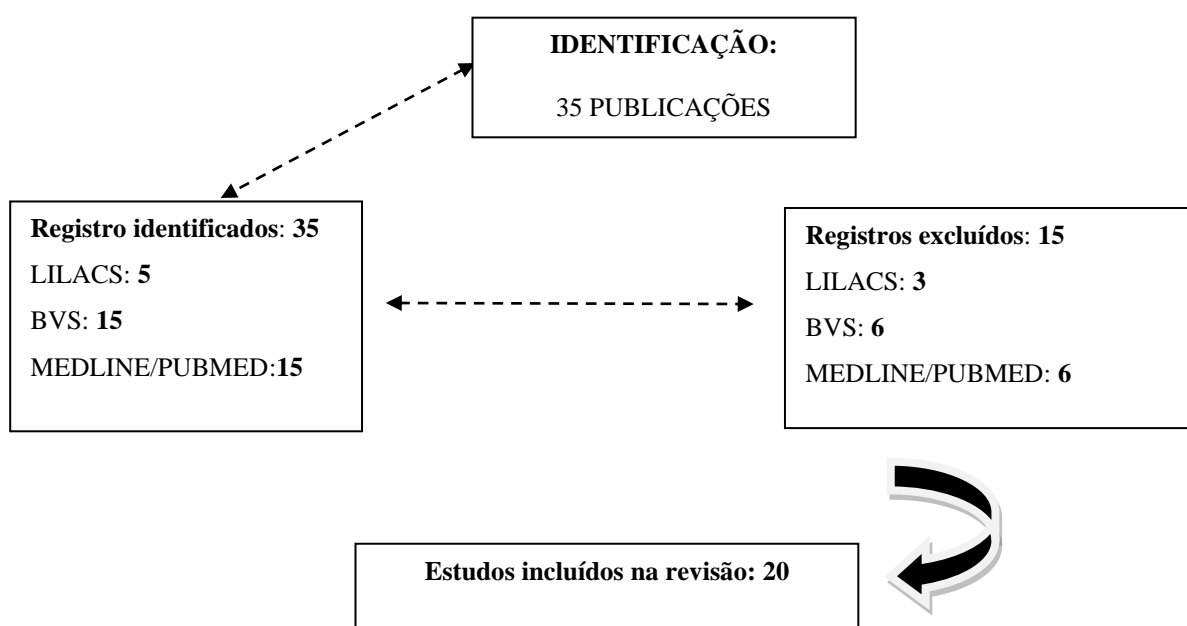 IDENTIFICAÇÃO:
35 PUBLICAÇÕES
Registro identificados: 35
LILACS: 5
BVS: 15
MEDLINE/PUBMED:15
Registros excluídos: 15
LILACS: 3
BVS: 6
MEDLINE/PUBMED: 6
Estudos incluídos na revisão: 20